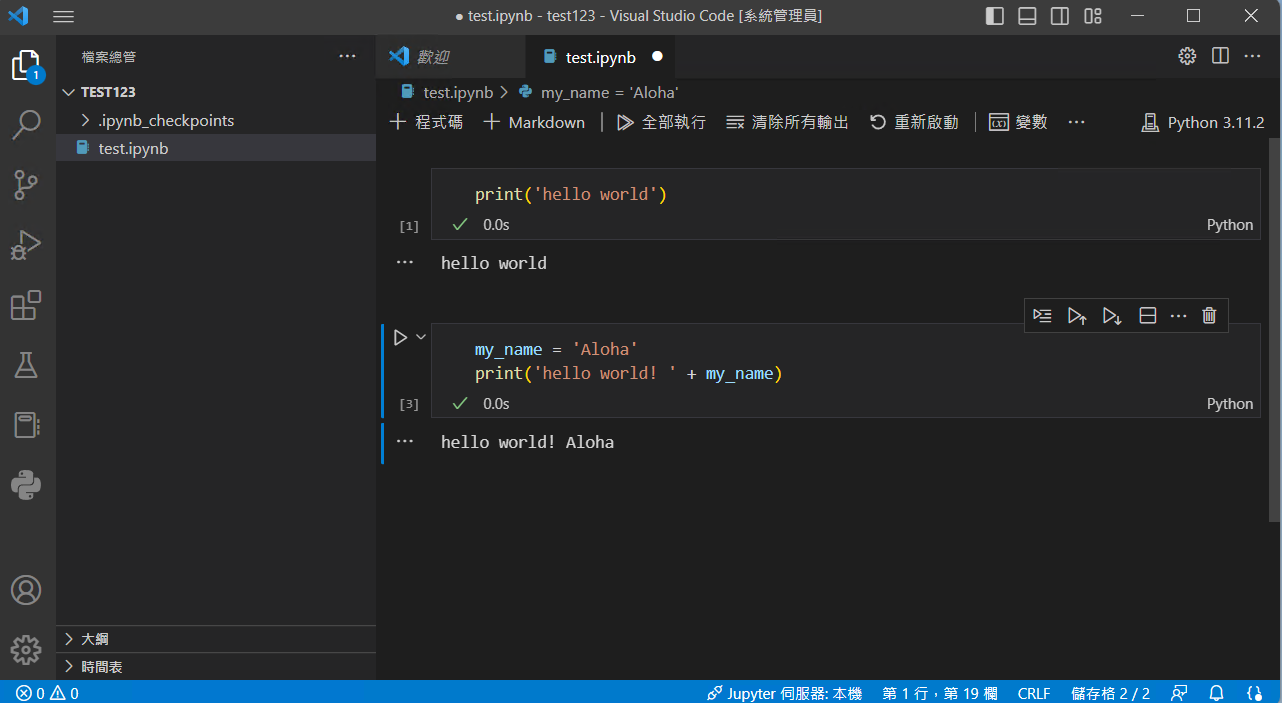 ● test.ipynb - test123 - Visual Studio Code [系統管理員]
1
檔案總管
TEST123
.ipynb_checkpoints
test.ipynb
歡迎
test.ipynb
test.ipynb > my_name = 'Aloha'
程式碼 Markdown 全部執行 清除所有輸出 重新啟動 變數 ··· Python 3.11.2
print('hello world')
[1] 0.0s Python
hello world
my_name = 'Aloha'
print('hello world! ' + my_name)
[3] 0.0s Python
hello world! Aloha
大綱
時間表
0 0 Jupyter 伺服器: 本機 第 1 行，第 19 欄 CRLF 儲存格 2 / 2